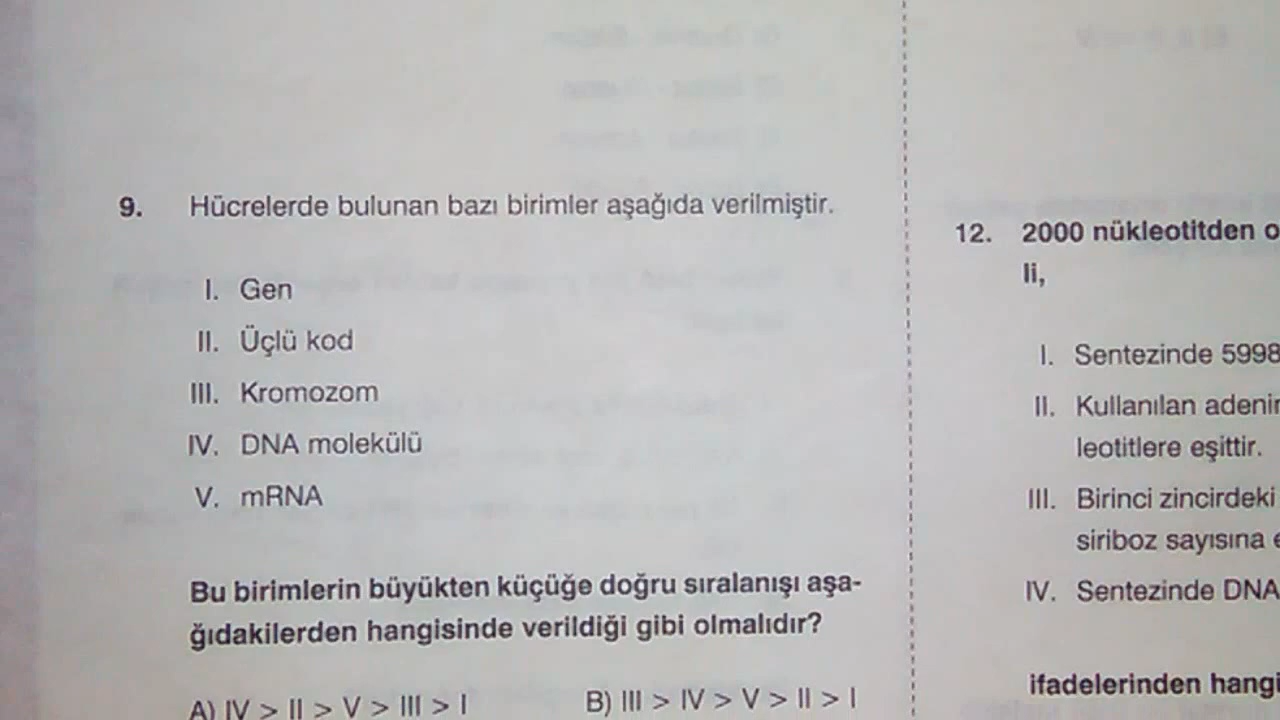 9. Hücrelerde bulunan bazı birimler aşağıda verilmiştir.
I. Gen
II. Üçlü kod
III. Kromozom
IV. DNA molekülü
V. mRNA
Bu birimlerin büyükten küçüğe doğru sıralanışı aşa-
ğıdakilerden hangisinde verildiği gibi olmalıdır?
A) IV > II > V > III > I
B) III > IV > V > II > I
12. 2000 nükleotitden o
li,
I. Sentezinde 5998
II. Kullanılan adenin
leotitlere eşittir.
III. Birinci zincirdeki
siriboz sayısına e
IV. Sentezinde DNA
ifadelerinden hangi